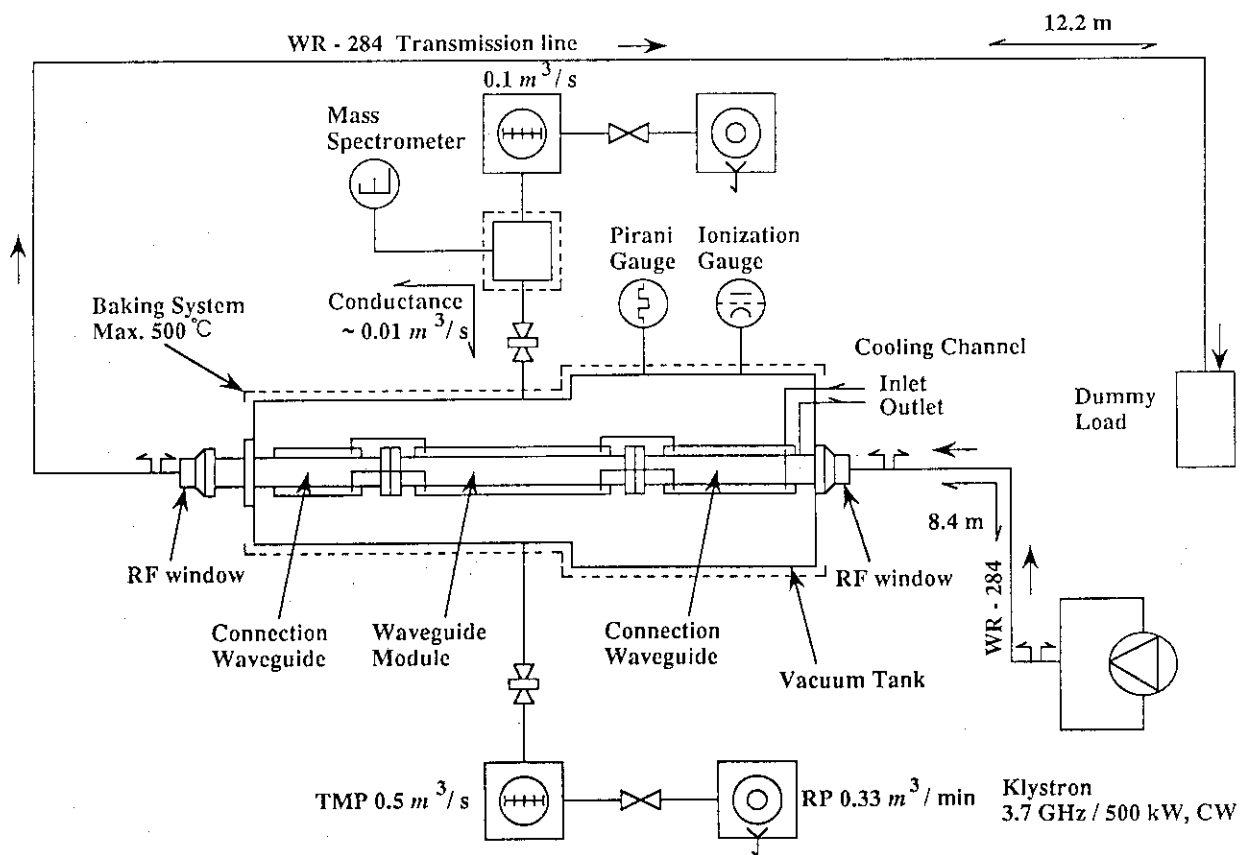 WR - 284 Transmission line
12.2 m
0.1 m³/ s
Mass
Spectrometer
Pirani
Gauge
Ionization
Gauge
Conductance
~ 0.01 m³/ s
Baking System
Max. 500 ℃
Cooling Channel
Inlet
Outlet
Dummy
Load
8.4 m
RF window
RF window
WR - 284
Connection
Waveguide
Waveguide
Module
Connection
Waveguide
Vacuum Tank
TMP 0.5 m³/ s
RP 0.33 m³/ min
Klystron
3.7 GHz / 500 kW, CW